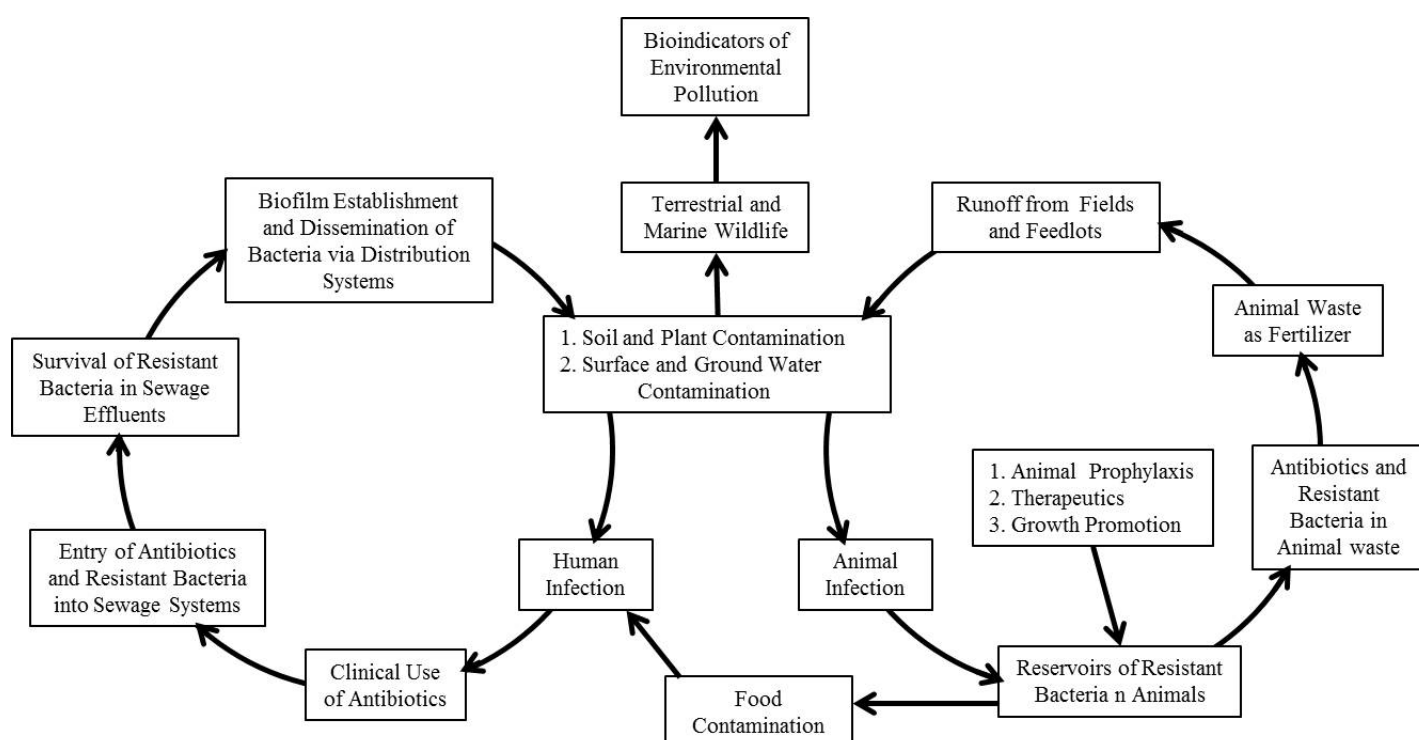 Bioindicators of
Environmental
Pollution
Biofilm Establishment
and Dissemination of
Bacteria via Distribution
Systems
Terrestrial and
Marine Wildlife
Runoff from Fields
and Feedlots
Animal Waste
as Fertilizer
1. Soil and Plant Contamination
2. Surface and Ground Water
Contamination
Survival of Resistant
Bacteria in Sewage
Effluents
1. Animal Prophylaxis
2. Therapeutics
3. Growth Promotion
Antibiotics and
Resistant
Bacteria in
Animal waste
Entry of Antibiotics
and Resistant Bacteria
into Sewage Systems
Human
Infection
Animal
Infection
Clinical Use
of Antibiotics
Food
Contamination
Reservoirs of Resistant
Bacteria n Animals